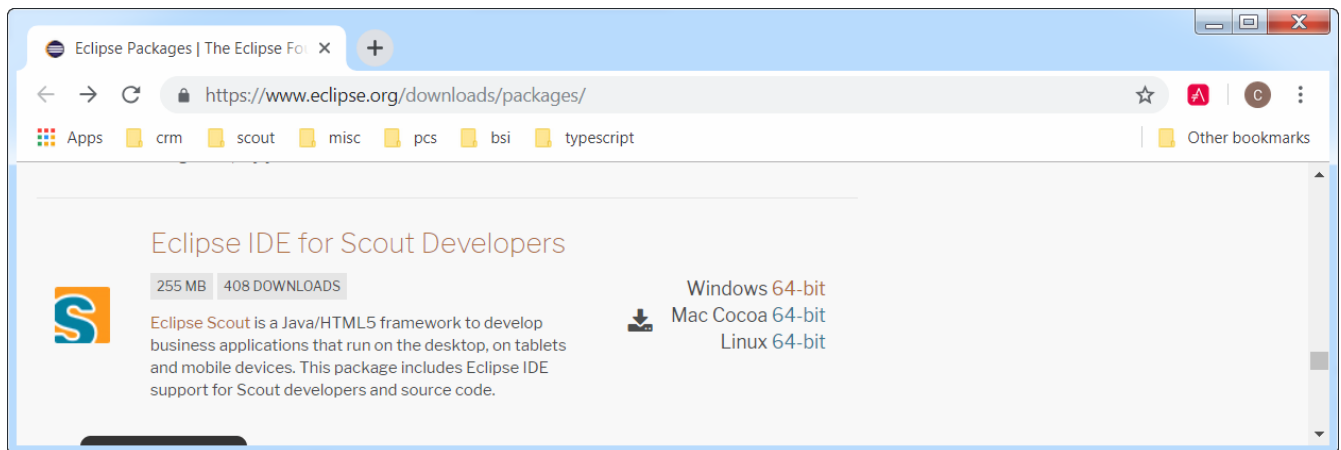 Eclipse Packages | The Eclipse Fo
https://www.eclipse.org/downloads/packages/
C
Apps crm scout misc pcs bsi typescript Other bookmarks
Eclipse IDE for Scout Developers
255 MB 408 DOWNLOADS
Eclipse Scout is a Java/HTML5 framework to develop
business applications that run on the desktop, on tablets
and mobile devices. This package includes Eclipse IDE
support for Scout developers and source code.
Windows 64-bit
Mac Cocoa 64-bit
Linux 64-bit